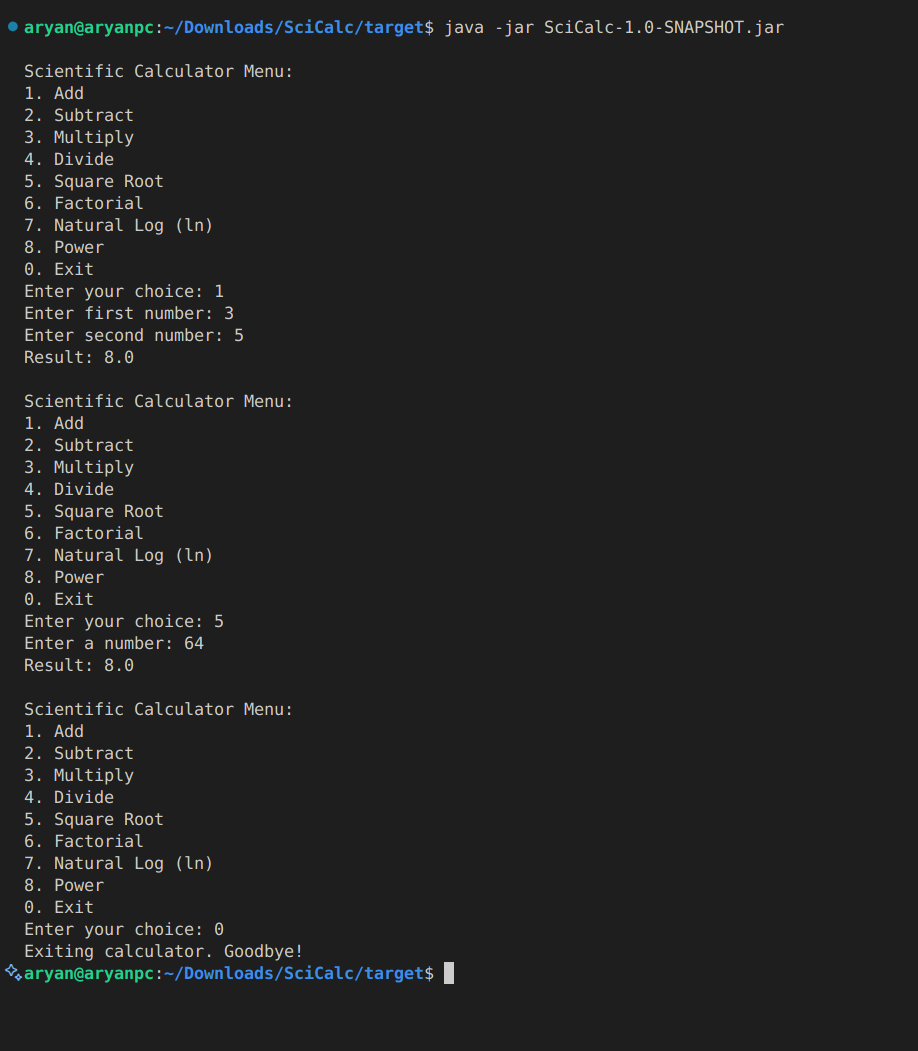 aryan@aryanpc:~/Downloads/SciCalc/target$ java -jar SciCalc-1.0-SNAPSHOT.jar
Scientific Calculator Menu:
1. Add
2. Subtract
3. Multiply
4. Divide
5. Square Root
6. Factorial
7. Natural Log (ln)
8. Power
0. Exit
Enter your choice: 1
Enter first number: 3
Enter second number: 5
Result: 8.0
Scientific Calculator Menu:
1. Add
2. Subtract
3. Multiply
4. Divide
5. Square Root
6. Factorial
7. Natural Log (ln)
8. Power
0. Exit
Enter your choice: 5
Enter a number: 64
Result: 8.0
Scientific Calculator Menu:
1. Add
2. Subtract
3. Multiply
4. Divide
5. Square Root
6. Factorial
7. Natural Log (ln)
8. Power
0. Exit
Enter your choice: 0
Exiting calculator. Goodbye!
aryan@aryanpc:~/Downloads/SciCalc/target$